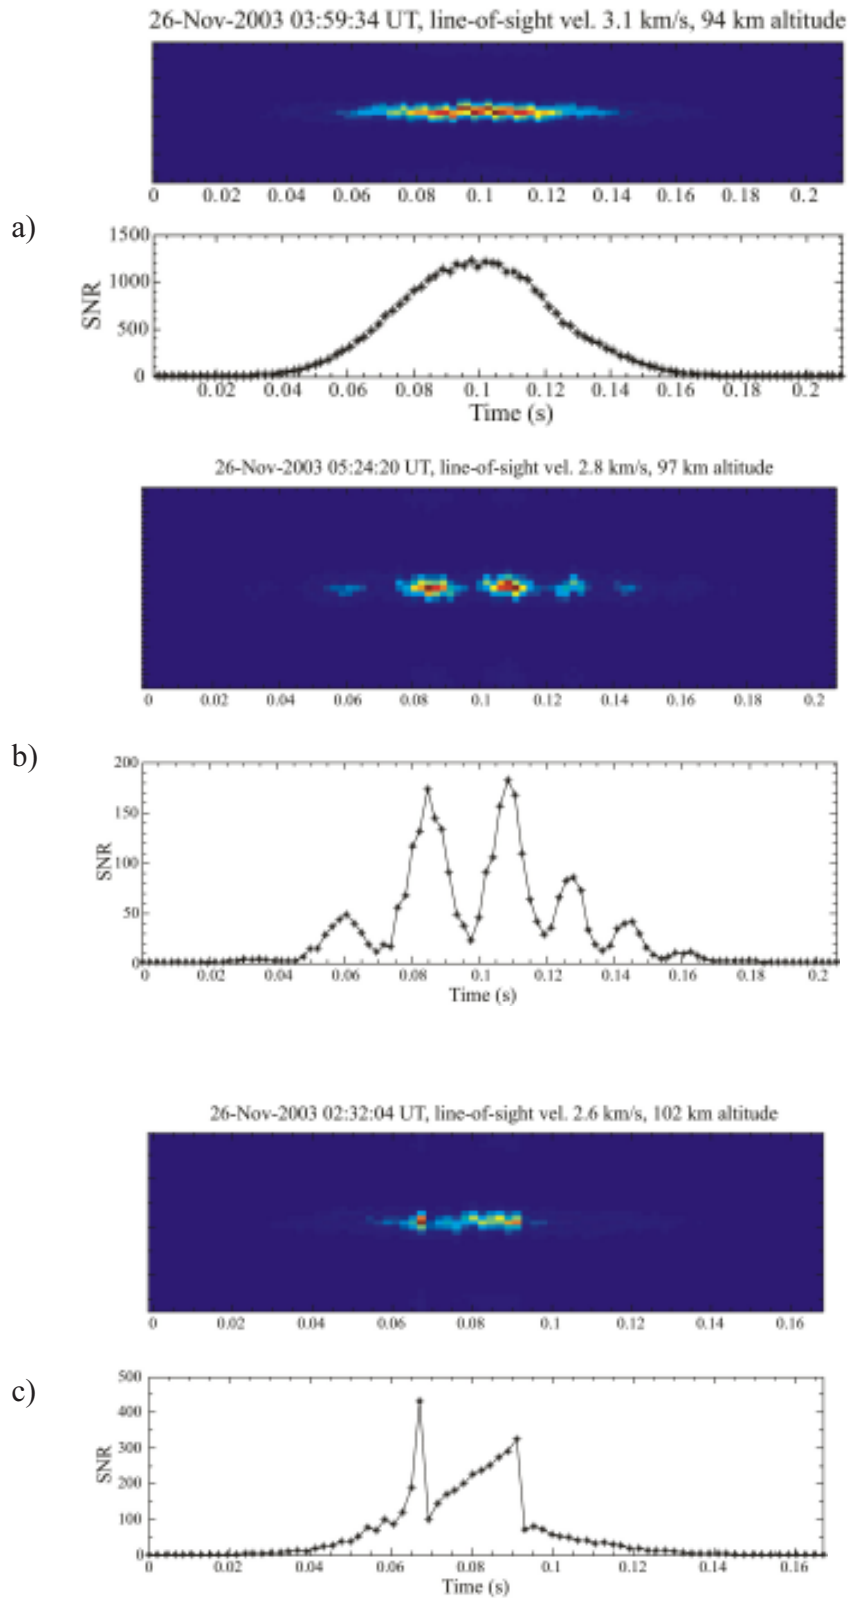 26-Nov-2003 03:59:34 UT, line-of-sight vel. 3.1 km/s, 94 km altitude
0 0.02 0.04 0.06 0.08 0.1 0.12 0.14 0.16 0.18 0.2
a)
1500
1000
500
0
SNR
0.02 0.04 0.06 0.08 0.1 0.12 0.14 0.16 0.18 0.2
Time (s)
26-Nov-2003 05:24:20 UT, line-of-sight vel. 2.8 km/s, 97 km altitude
0 0.02 0.04 0.06 0.08 0.1 0.12 0.14 0.16 0.18 0.2
b)
200
150
100
50
0
SNR
0 0.02 0.04 0.06 0.08 0.1 0.12 0.14 0.16 0.18 0.2
Time (s)
26-Nov-2003 02:32:04 UT, line-of-sight vel. 2.6 km/s, 102 km altitude
0 0.02 0.04 0.06 0.08 0.1 0.12 0.14 0.16
c)
500
400
300
200
100
0
SNR
0 0.02 0.04 0.06 0.08 0.1 0.12 0.14 0.16
Time (s)